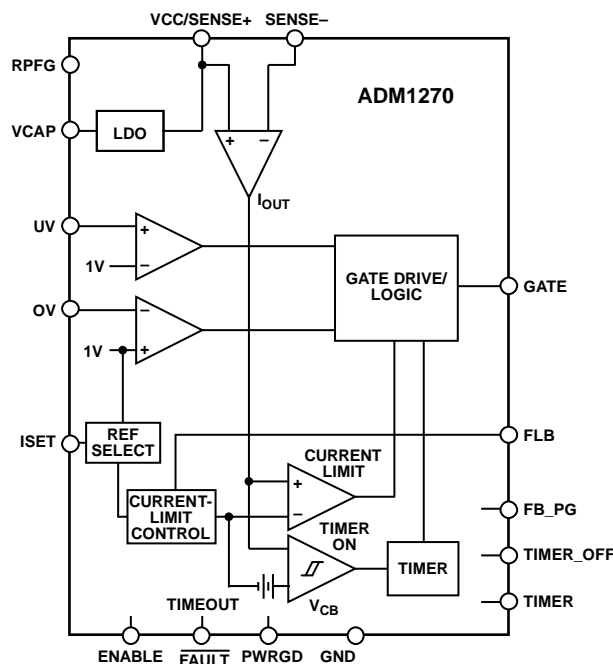 VCC/SENSE+ SENSE–
RPFG
ADM1270
VCAP
LDO
+ –
IOUT
UV
+
1V
–
GATE DRIVE/
LOGIC
GATE
OV
–
1V
+
ISET
REF
SELECT
FLB
CURRENT
LIMIT
+
–
CURRENT-
LIMIT
CONTROL
FB_PG
TIMER
ON
TIMER
TIMER_OFF
VCB
TIMEOUT
TIMER
ENABLE FAULT PWRGD GND